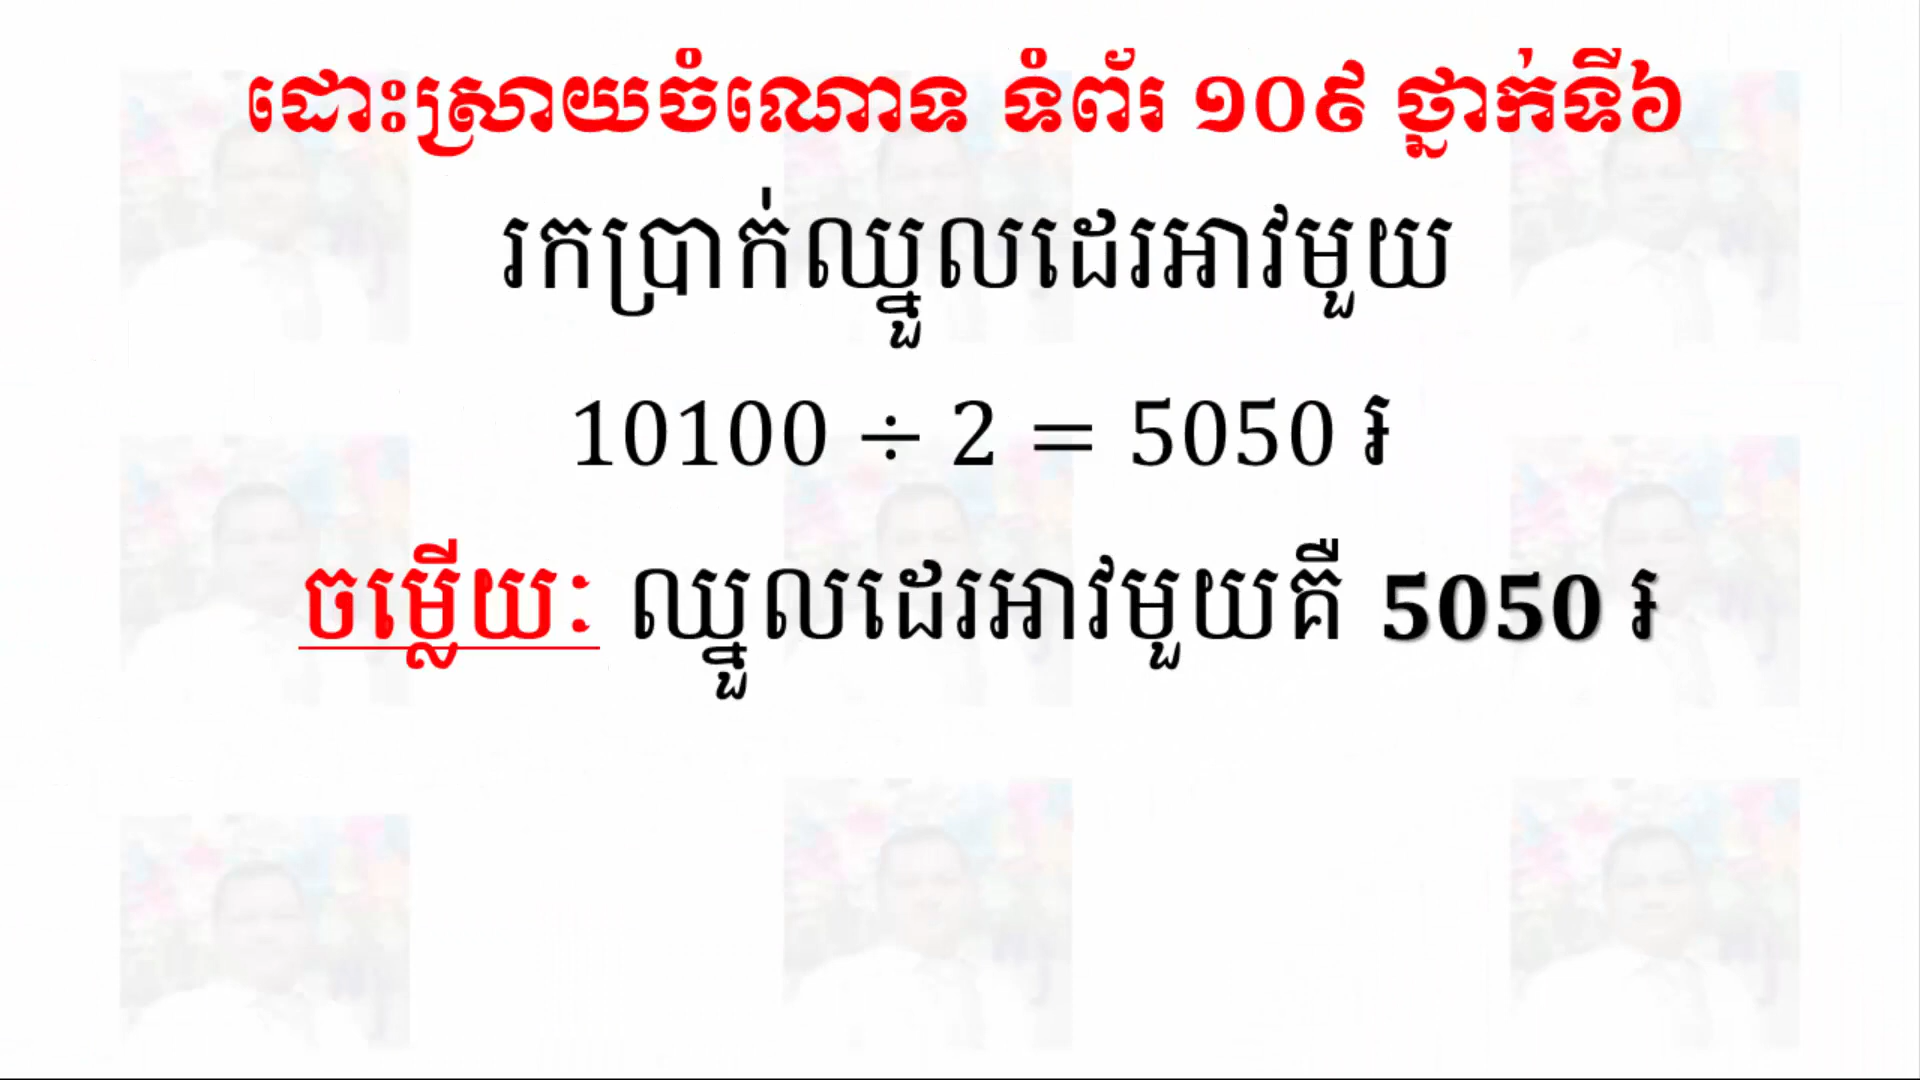 ដោះស្រាយចំណោទ ទំព័រ ១០៩ ថ្នាក់ទី៦
រកប្រាក់ឈ្នួលដេរអាវមួយ
10100 ÷ 2 = 5050 ៛
ចម្លើយៈ ឈ្នួលដេរអាវមួយគឺ 5050 ៛